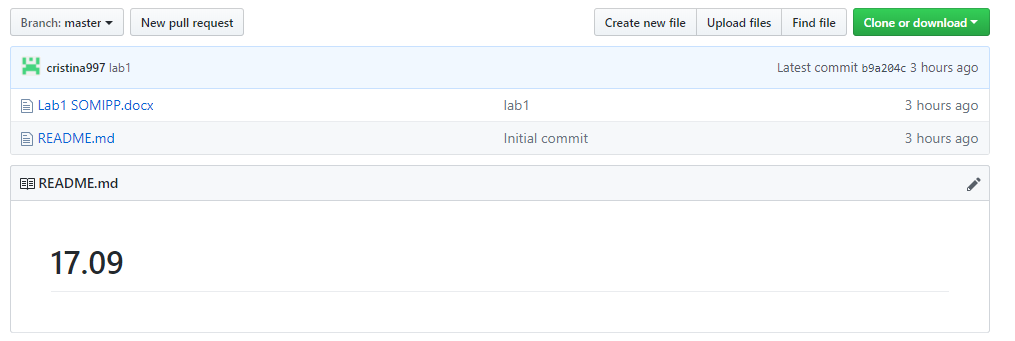 Branch: master New pull request Create new file Upload files Find file Clone or download
cristina997 lab1 Latest commit b9a204c 3 hours ago
Lab1 SOMIPP.docx lab1 3 hours ago
README.md Initial commit 3 hours ago
README.md
17.09